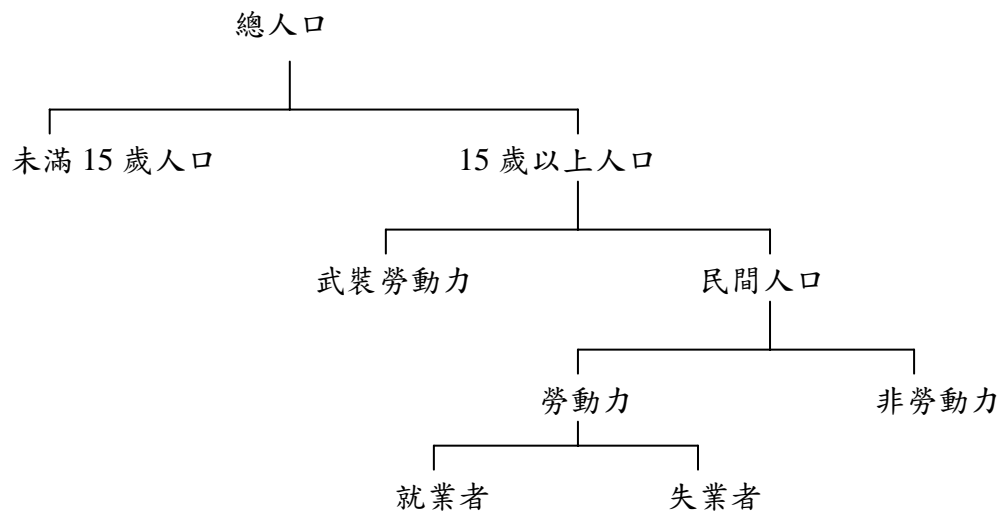 總人口
未滿 15 歲人口
15 歲以上人口
武裝勞動力
民間人口
勞動力
非勞動力
就業者
失業者